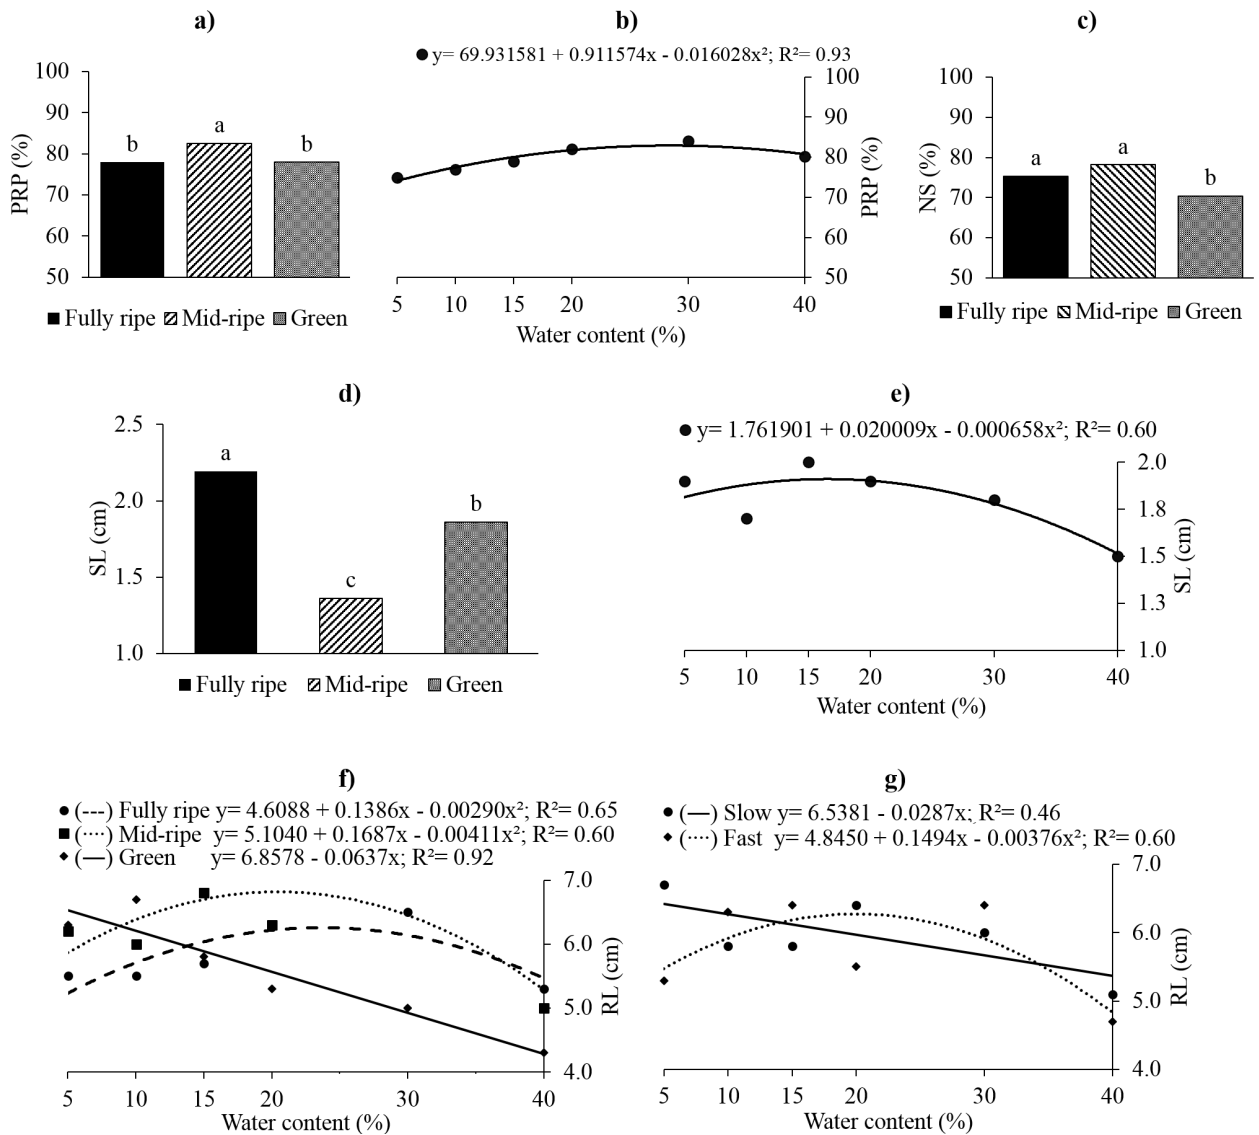 a)
100
90
80
70
60
50
PRP (%)
b
a
b
Fully ripe Mid-ripe Green
b)
y= 69.931581 + 0.911574x - 0.016028x²; R²= 0.93
100
90
80
70
60
50
PRP (%)
5 10 15 20 30 40
Water content (%)
c)
100
90
80
70
60
50
NS (%)
a
a
b
Fully ripe Mid-ripe Green
d)
2.5
2.0
1.5
1.0
SL (cm)
a
c
b
Fully ripe Mid-ripe Green
e)
y= 1.761901 + 0.020009x - 0.000658x²; R²= 0.60
2.0
1.8
1.5
1.3
1.0
SL (cm)
5 10 15 20 30 40
Water content (%)
f)
(---) Fully ripe y= 4.6088 + 0.1386x - 0.00290x²; R²= 0.65
(······) Mid-ripe y= 5.1040 + 0.1687x - 0.00411x²; R²= 0.60
(—) Green y= 6.8578 - 0.0637x; R²= 0.92
7.0
6.0
5.0
4.0
RL (cm)
5 10 15 20 30 40
Water content (%)
g)
(—) Slow y= 6.5381 - 0.0287x; R²= 0.46
(······) Fast y= 4.8450 + 0.1494x - 0.00376x²; R²= 0.60
7.0
6.0
5.0
4.0
RL (cm)
5 10 15 20 30 40
Water content (%)